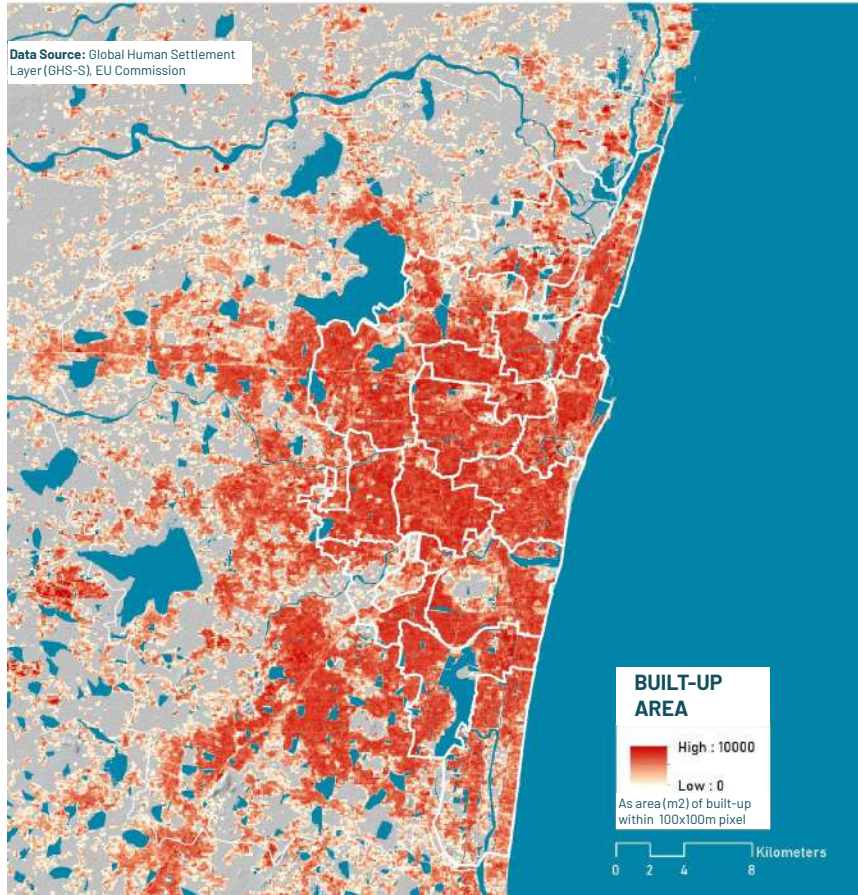 Data Source: Global Human Settlement
Layer (GHS-S), EU Commission
BUILT-UP
AREA
High : 10000
Low : 0
As area (m2) of built-up
within 100x100m pixel
Kilometers
0 2 4 8